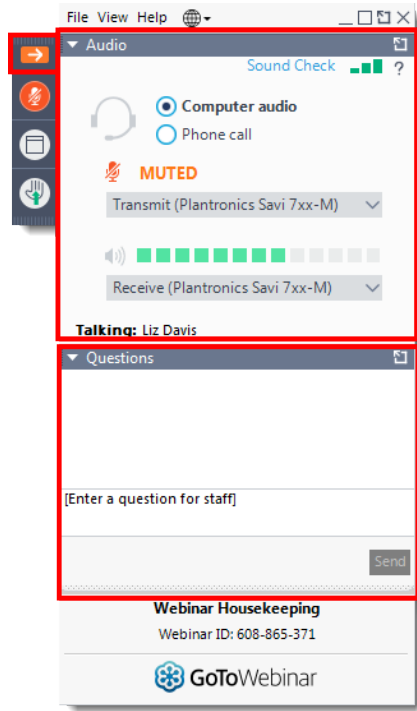 File View Help
Audio
Sound Check
?
Computer audio
Phone call
MUTED
Transmit (Plantronics Savi 7xx-M)
Receive (Plantronics Savi 7xx-M)
Talking: Liz Davis
Questions
[Enter a question for staff]
Send
Webinar Housekeeping
Webinar ID: 608-865-371
GoToWebinar